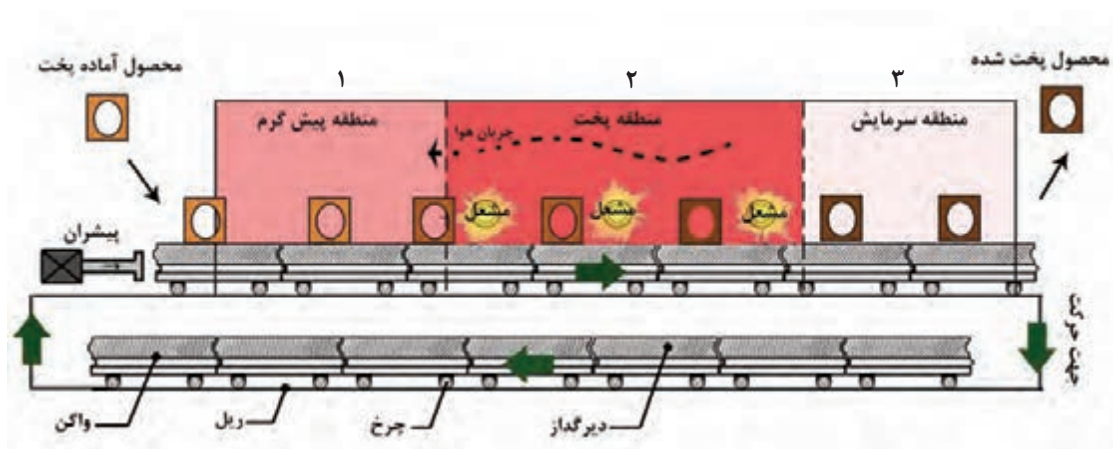 محصول آماده پخت
۱
۲
۳
محصول پخت شده
منطقه پیش گرم
منطقه پخت
منطقه سرمایش
جریان هوا
مشعل
مشعل
مشعل
پیشران
جهت حرکت
واکن
ریل
چرخ
دیرگداز